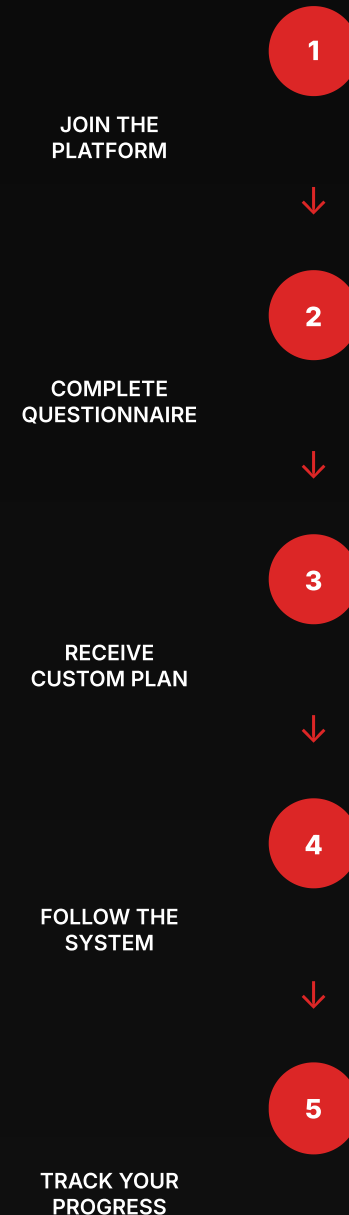 1
JOIN THE
PLATFORM
2
COMPLETE
QUESTIONNAIRE
3
RECEIVE
CUSTOM PLAN
4
FOLLOW THE
SYSTEM
5
TRACK YOUR
PROGRESS